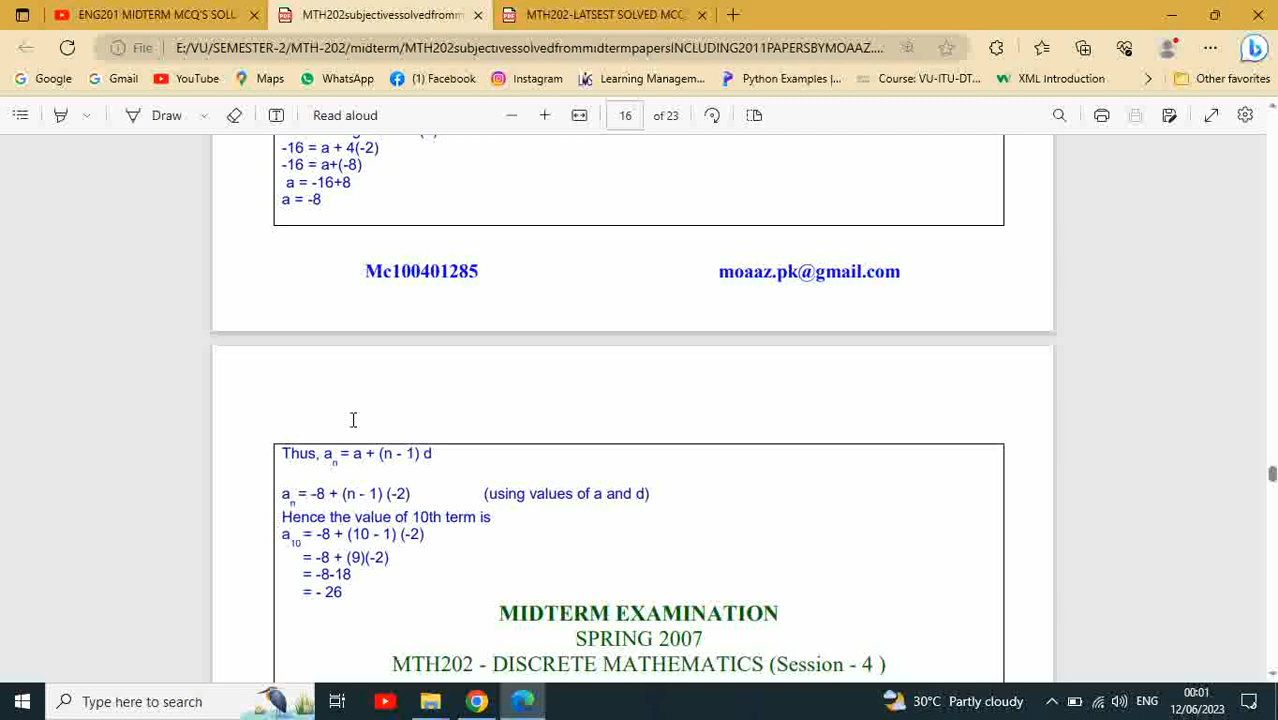 ENG201 MIDTERM MCQ'S SOLL
MTH202subjectivessolvedfromm
MTH202-LATSEST SOLVED MCQ
File
E:/VU/SEMESTER-2/MTH-202/midterm/MTH202subjectivessolvedfrommidtermpapersINCLUDING2011PAPERSBYMOAAZ....
Google
Gmail
YouTube
Maps
WhatsApp
(1) Facebook
Instagram
Learning Managem...
Python Examples |...
Course: VU-ITU-DT...
XML Introduction
Other favorites
Draw
Read aloud
16 of 23
-16 = a + 4(-2)
-16 = a+(-8)
a = -16+8
a = -8
Mc100401285 moaaz.pk@gmail.com
Thus, an = a + (n - 1) d
an = -8 + (n - 1) (-2) (using values of a and d)
Hence the value of 10th term is
a10 = -8 + (10 - 1) (-2)
= -8 + (9)(-2)
= -8-18
= - 26
MIDTERM EXAMINATION
SPRING 2007
MTH202 - DISCRETE MATHEMATICS (Session - 4 )
Type here to search
30°C Partly cloudy
ENG
00:01
12/06/2023